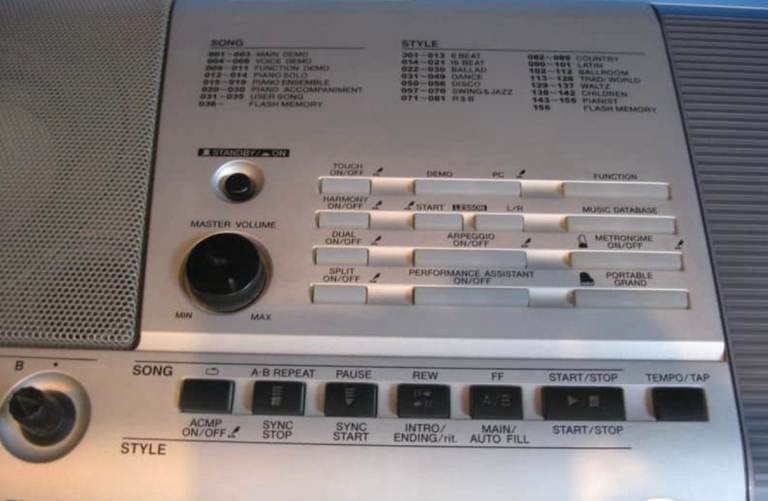 SONG
001~003 MAIN DEMO
004~008 VOICE DEMO
009~011 FUNCTION DEMO
012~014 PIANO SOLO
015~019 PIANO ENSEMBLE
020~030 PIANO ACCOMPANIMENT
031~035 USER SONG
036~ FLASH MEMORY
STYLE
001~013 8 BEAT
014~021 16 BEAT
022~030 BALLAD
031~049 DANCE
050~056 DISCO
057~070 SWING & JAZZ
071~081 R & B
082~089 COUNTRY
090~101 LATIN
102~112 BALLROOM
113~128 TRAD/ WORLD
129~137 WALTZ
138~142 CHILDREN
143~155 PIANIST
156 FLASH MEMORY
STANDBY/ ON
TOUCH
ON/OFF
DEMO
PC
FUNCTION
HARMONY
ON/OFF
START
LESSON
L/R
MUSIC DATABASE
MASTER VOLUME
DUAL
ON/OFF
ARPEGGIO
ON/OFF
METRONOME
ON/OFF
SPLIT
ON/OFF
PERFORMANCE ASSISTANT
ON/OFF
PORTABLE
GRAND
MIN
MAX
B
SONG
A-B REPEAT
PAUSE
REW
FF
START/STOP
TEMPO/TAP
A/B
ACMP
ON/OFF
SYNC
STOP
SYNC
START
INTRO/
ENDING/rit.
MAIN/
AUTO FILL
START/STOP
STYLE